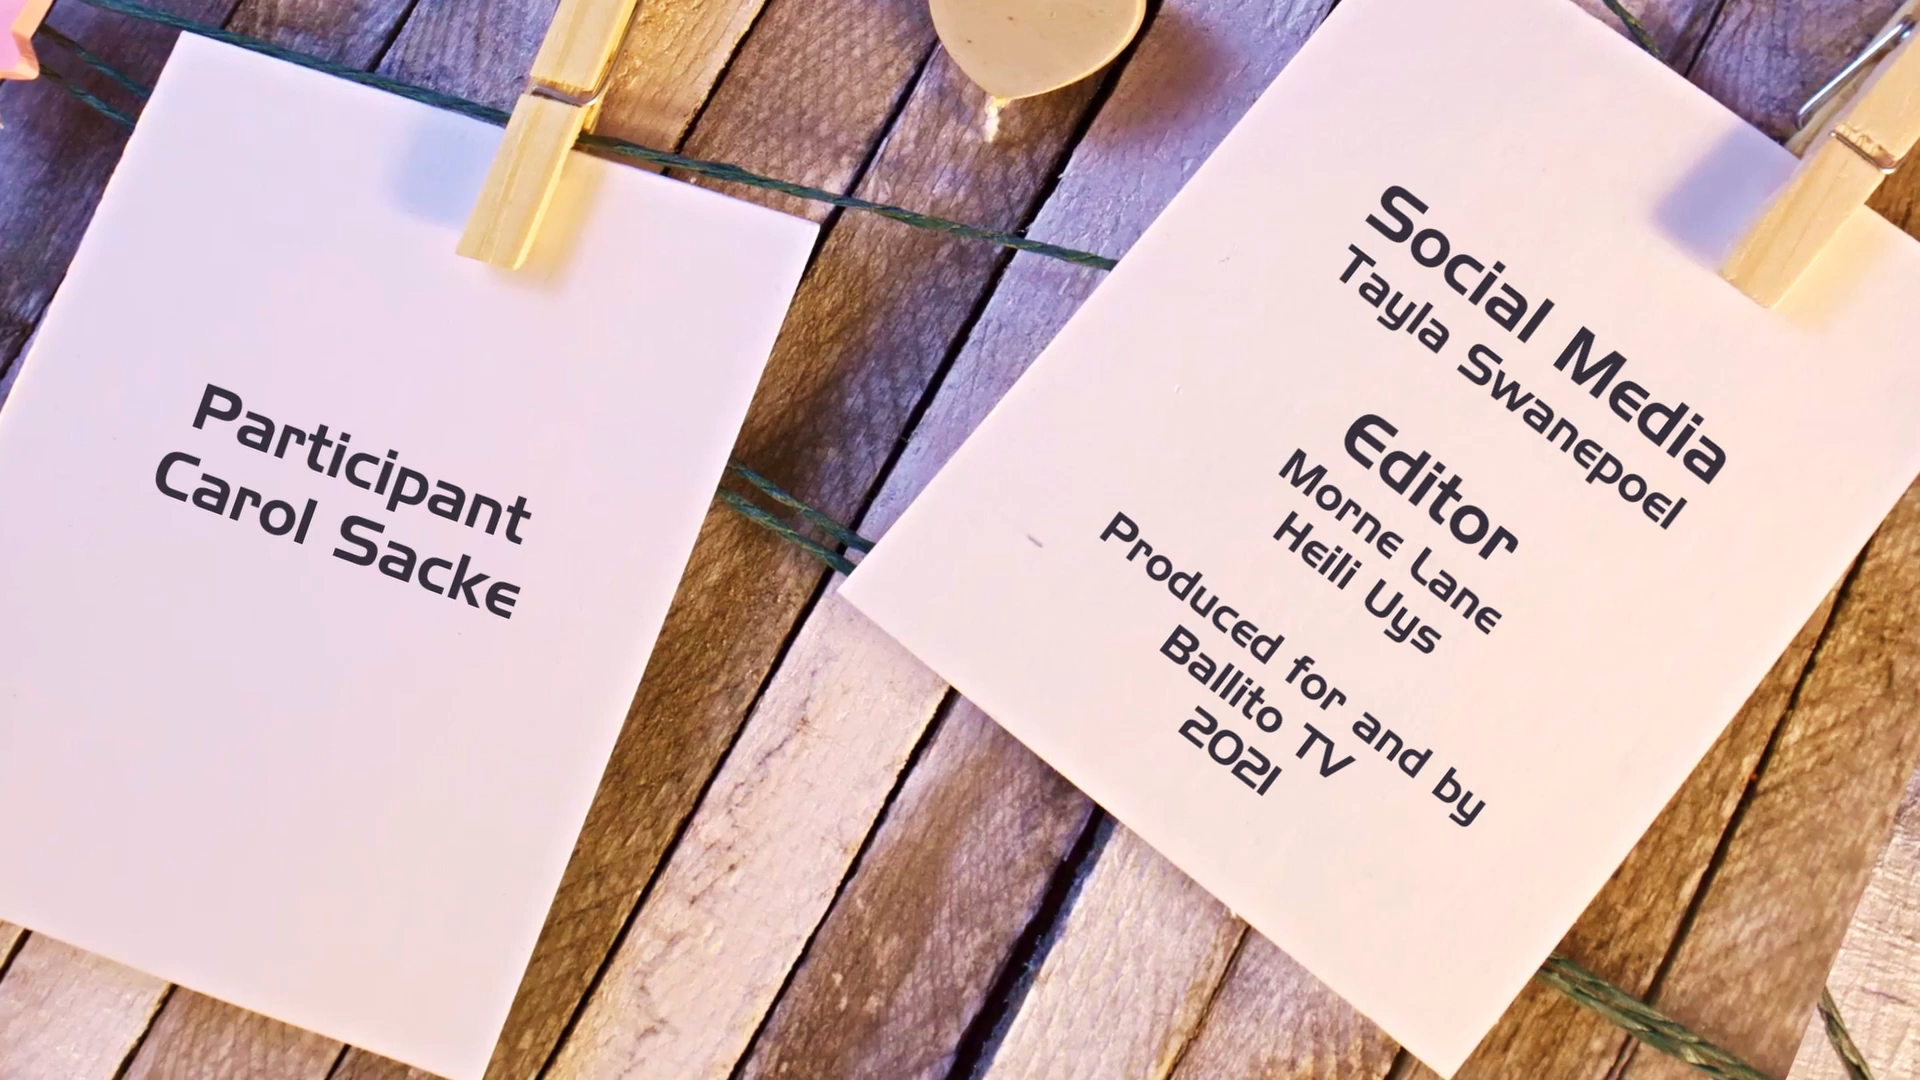 Participant
Carol Sacke
Social Media
Tayla Swanepoel
Editor
Morne Lane
Heili Uys
Produced for and by
Ballito TV
2021